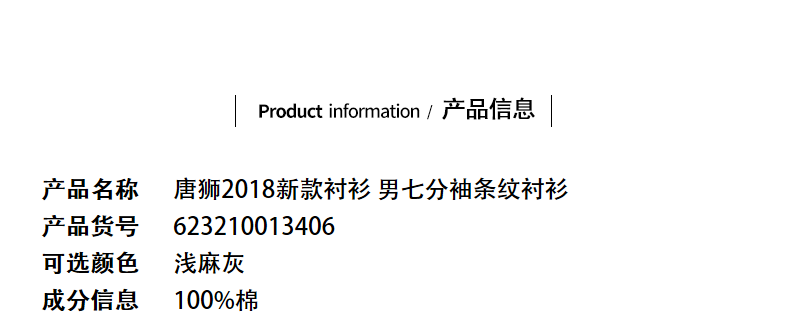 Product information / 产品信息
产品名称 唐狮2018新款衬衫 男七分袖条纹衬衫
产品货号 623210013406
可选颜色 浅麻灰
成分信息 100%棉